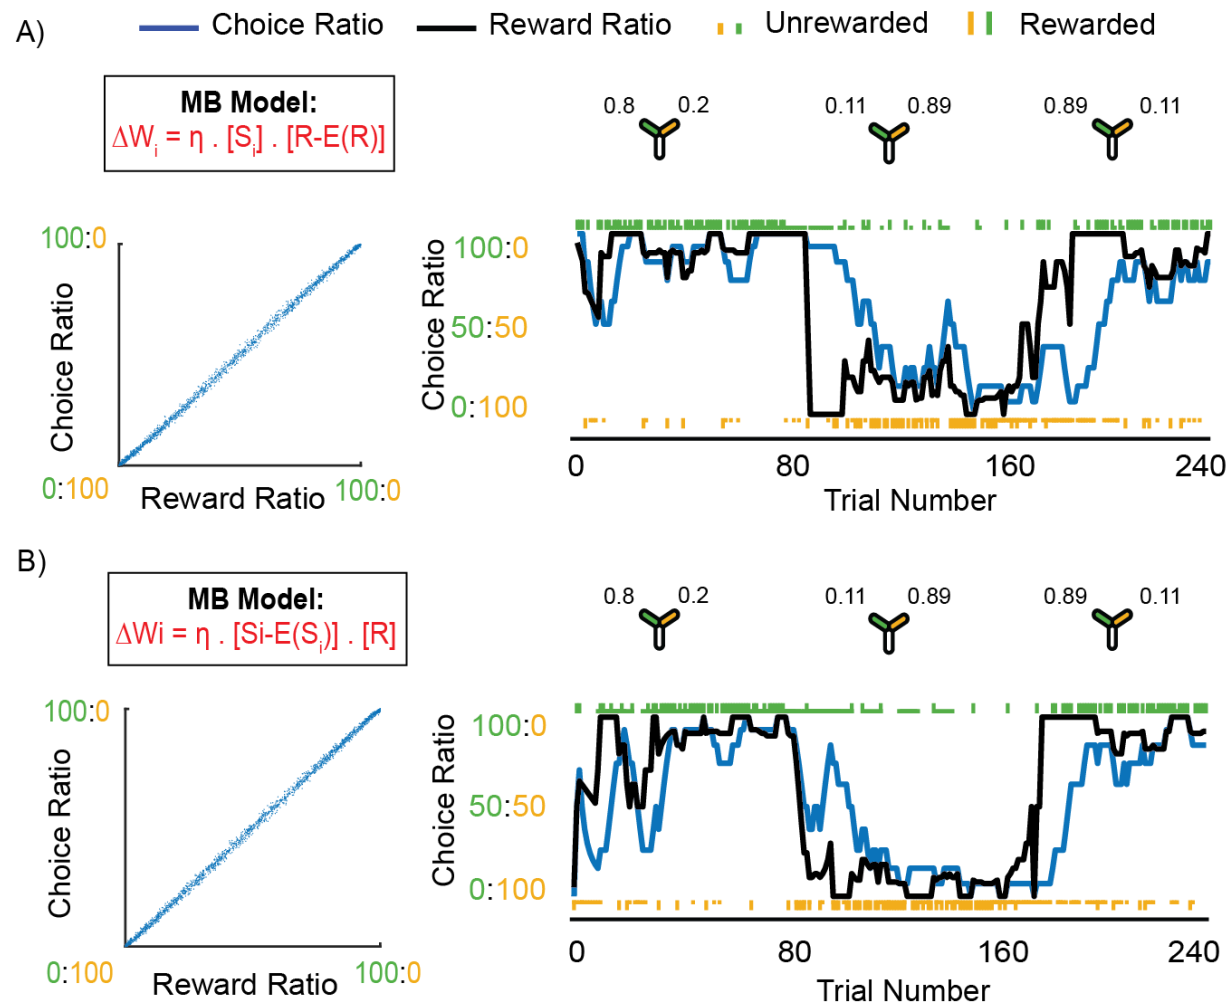 A)
Choice Ratio Reward Ratio Unrewarded Rewarded
MB Model:
ΔWi = η . [Si] . [R-E(R)]
0.8 0.2 0.11 0.89 0.89 0.11
100:0
Choice Ratio
0:100
Reward Ratio
100:0
Choice Ratio
100:0
50:50
0:100
0 80 160 240
Trial Number
B)
MB Model:
ΔWi = η . [Si-E(Si)] . [R]
0.8 0.2 0.11 0.89 0.89 0.11
100:0
Choice Ratio
0:100
Reward Ratio
100:0
Choice Ratio
100:0
50:50
0:100
0 80 160 240
Trial Number